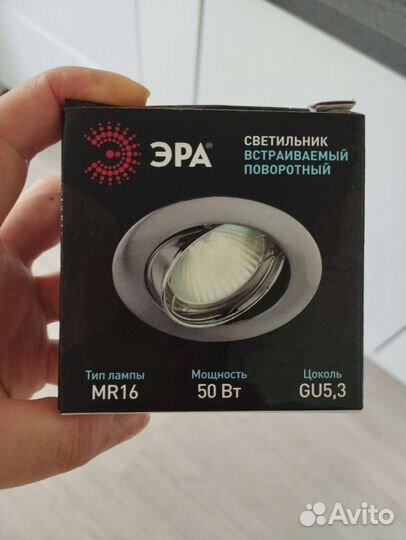 ЭРА®
СВЕТИЛЬНИК
ВСТРАИВАЕМЫЙ
ПОВОРОТНЫЙ
Тип лампы
MR16
Мощность
50 Вт
Цоколь
GU5,3
Avito